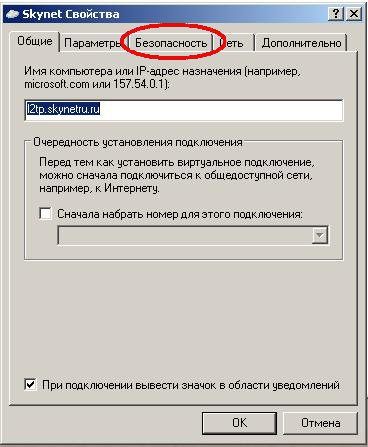 Skynet Свойства
Общие Параметры Безопасность Сеть Дополнительно
Имя компьютера или IP-адрес назначения (например,
microsoft.com или 157.54.0.1):
l2tp.skynetru.ru
Очередность установления подключения
Перед тем как установить виртуальное подключение,
можно сначала подключиться к общедоступной сети,
например, к Интернету.
Сначала набрать номер для этого подключения:
При подключении вывести значок в области уведомлений
OK Отмена